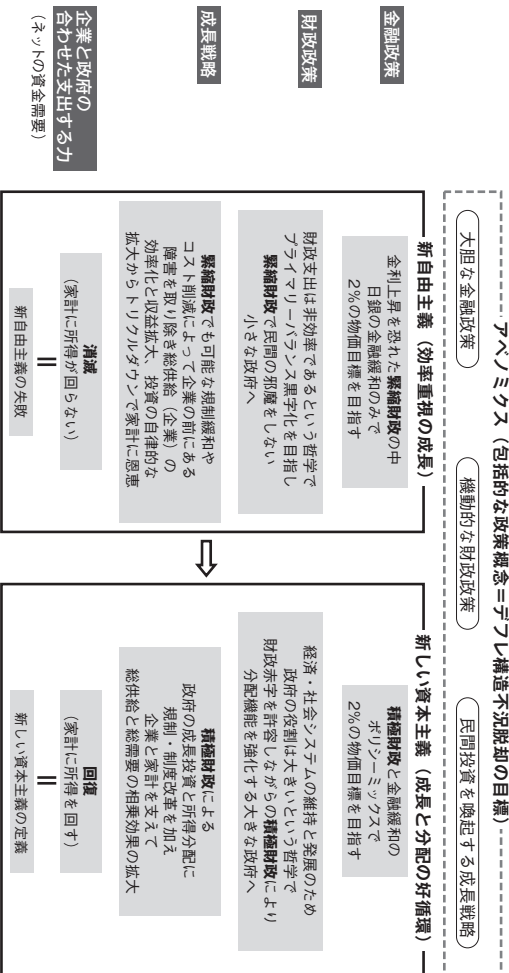 アベノミクス（包括的な政策概念＝デフレ構造不況脱却の目標）
大胆な金融政策
機動的な財政政策
民間投資を喚起する成長戦略
金融政策
財政政策
成長戦略
企業と政府の
合わせた支出する力
（ネットの資金需要）
新自由主義（効率重視の成長）
金利上昇を恐れた緊縮財政の中
日銀の金融緩和のみで
2%の物価目標を目指す
財政支出は非効率であるという哲学で
プライマリーバランス黒字化を目指し
緊縮財政で民間の邪魔をしない
小さな政府へ
緊縮財政でも可能な規制緩和や
コスト削減によって企業の前にある
障害を取り除き総供給（企業）の
効率化と収益拡大、投資の自律的な
拡大からトリクルダウンで家計に恩恵
消滅
（家計に所得が回らない）
＝
新自由主義の失敗
⇨
新しい資本主義（成長と分配の好循環）
積極財政と金融緩和の
ポリシーミックスで
2%の物価目標を目指す
経済・社会システムの維持と発展のため
政府の役割は大きいという哲学で
財政赤字を許容しながらの積極財政により
分配機能を強化する大きな政府へ
積極財政による
政府の成長投資と所得分配に
規制・制度改革を加え
企業と家計を支えて
総供給と総需要の相乗効果の拡大
回復
（家計に所得を回す）
＝
新しい資本主義の定義